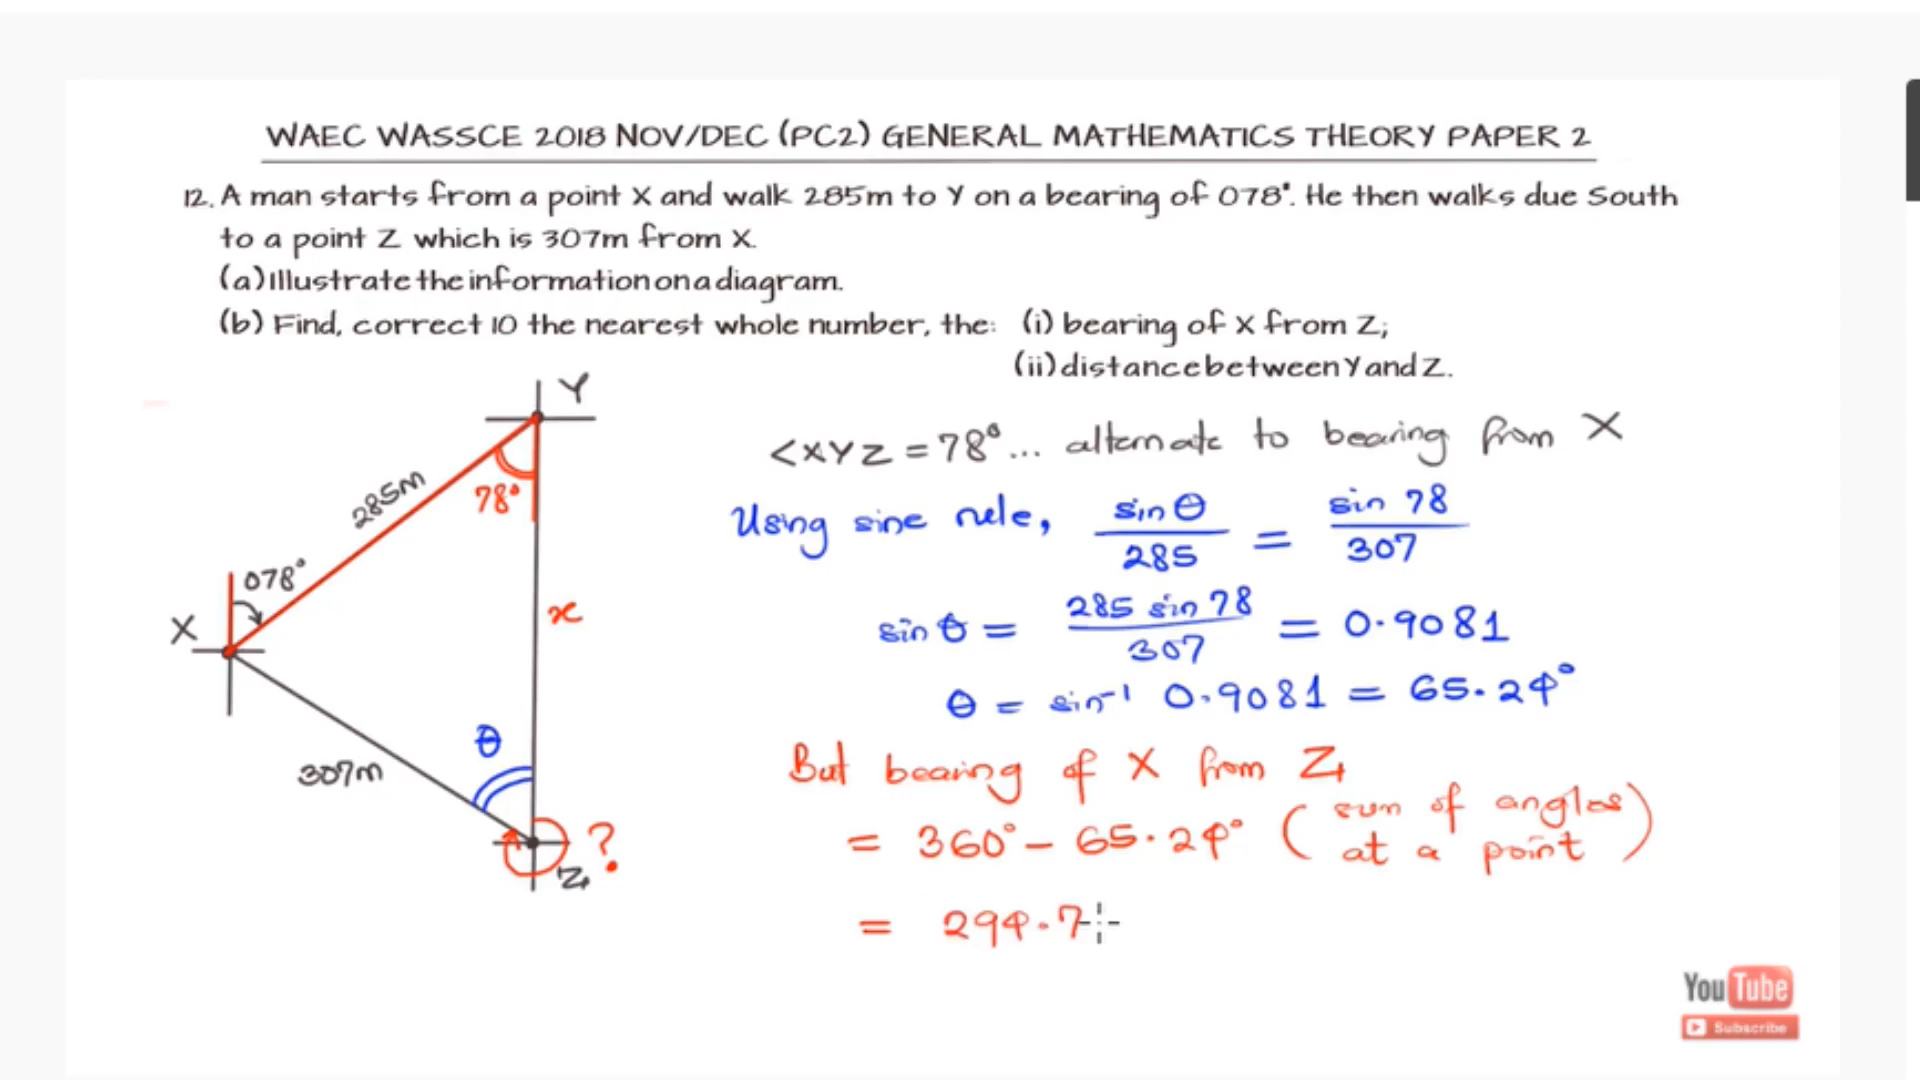 WAEC WASSCE 2018 NOV/DEC (PC2) GENERAL MATHEMATICS THEORY PAPER 2
12. A man starts from a point X and walk 285m to Y on a bearing of 078°. He then walks due South
to a point Z which is 307m from X.
(a) Illustrate the information on a diagram.
(b) Find, correct 10 the nearest whole number, the: (i) bearing of X from Z;
(ii) distance between Y and Z.
Y
285m
78°
078°
X
x
θ
307m
?
Z
<XYZ = 78° ... alternate to bearing from X
Using sine rule, sin θ / 285 = sin 78 / 307
sin θ = 285 sin 78 / 307 = 0.9081
θ = sin⁻¹ 0.9081 = 65.24°
But bearing of X from Z
= 360° - 65.24° (sum of angles at a point)
= 294.7
YouTube
Subscribe